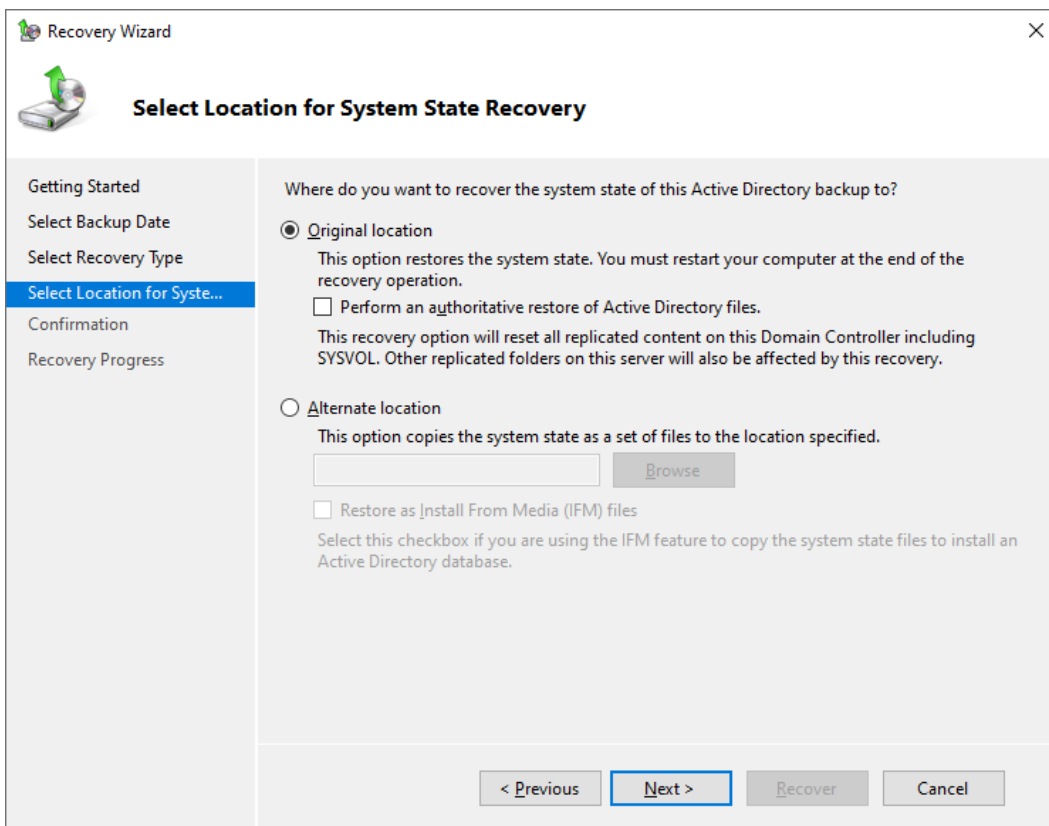 Recovery Wizard
Select Location for System State Recovery
Getting Started
Select Backup Date
Select Recovery Type
Select Location for Syste...
Confirmation
Recovery Progress
Where do you want to recover the system state of this Active Directory backup to?
Original location
This option restores the system state. You must restart your computer at the end of the
recovery operation.
Perform an authoritative restore of Active Directory files.
This recovery option will reset all replicated content on this Domain Controller including
SYSVOL. Other replicated folders on this server will also be affected by this recovery.
Alternate location
This option copies the system state as a set of files to the location specified.
Browse
Restore as Install From Media (IFM) files
Select this checkbox if you are using the IFM feature to copy the system state files to install an
Active Directory database.
< Previous
Next >
Recover
Cancel